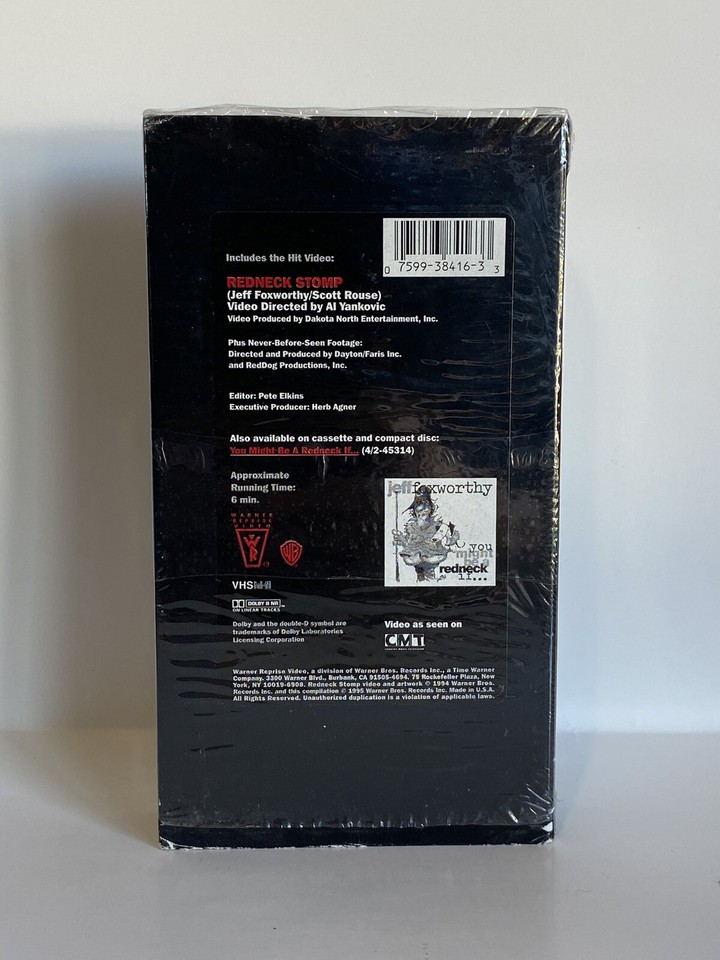 Includes the Hit Video:
0 7599-38416-3 3
REDNECK STOMP
(Jeff Foxworthy/Scott Rouse)
Video Directed by Al Yankovic
Video Produced by Dakota North Entertainment, Inc.
Plus Never-Before-Seen Footage:
Directed and Produced by Dayton/Faris Inc.
and RedDog Productions, Inc.
Editor: Pete Elkins
Executive Producer: Herb Agner
Also available on cassette and compact disc:
You Might Be A Redneck If... (4/2-45314)
Approximate
Running Time:
6 min.
WARNER
REPRISE
VIDEO
WR
WB
jeff foxworthy
you
might
be a
redneck
if...
VHS
DOLBY B NR
ON LINEAR TRACKS
Dolby and the double-D symbol are
trademarks of Dolby Laboratories
Licensing Corporation
Video as seen on
CMT
COUNTRY MUSIC TELEVISION
Warner Reprise Video, a division of Warner Bros. Records Inc., a Time Warner
Company. 3300 Warner Blvd., Burbank, CA 91505-4694. 75 Rockefeller Plaza, New
York, NY 10019-6908. Redneck Stomp video and artwork © 1994 Warner Bros.
Records Inc. and this compilation © 1995 Warner Bros. Records Inc. Made in U.S.A.
All Rights Reserved. Unauthorized duplication is a violation of applicable laws.